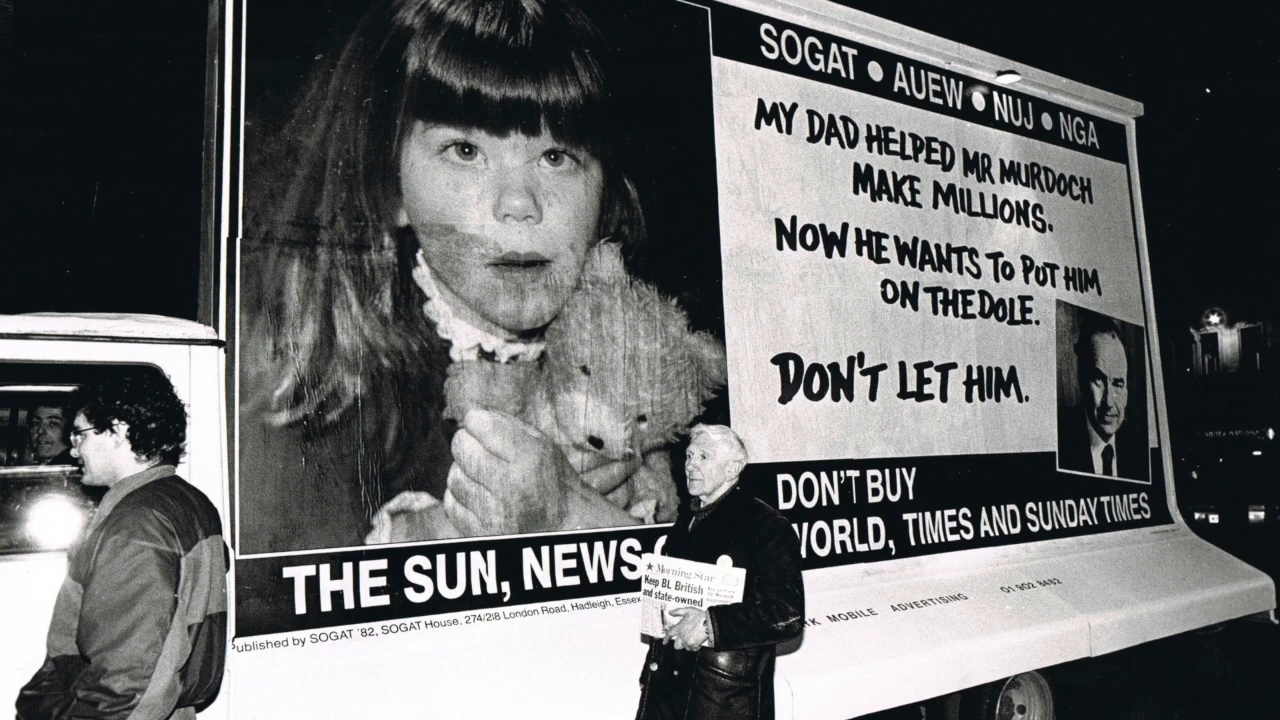 SOGAT • AUEW • NUJ • NGA
MY DAD HELPED MR MURDOCH
MAKE MILLIONS.
NOW HE WANTS TO PUT HIM
ON THE DOLE.
DON'T LET HIM.
DON'T BUY
THE SUN, NEWS WORLD, TIMES AND SUNDAY TIMES
Published by SOGAT '82, SOGAT House, 274/288 London Road, Hadleigh, Essex
MOBILE ADVERTISING 01 902 8482
Morning Star
Keep BL British
and state-owned